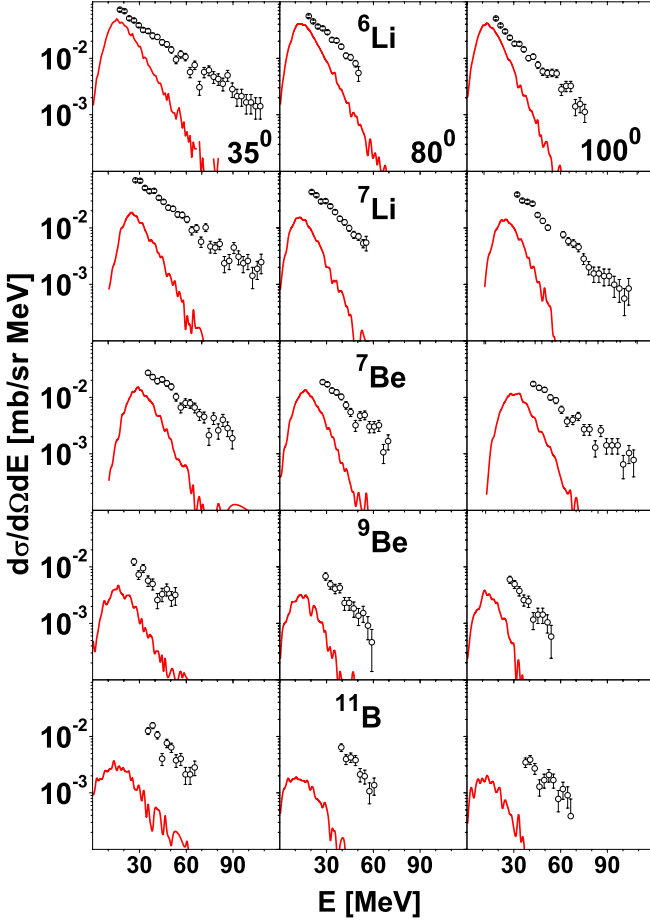 ⁶Li
10⁻²
10⁻³
35⁰
80⁰
100⁰
⁷Li
10⁻²
10⁻³
⁷Be
10⁻²
10⁻³
⁹Be
10⁻²
10⁻³
¹¹B
10⁻²
10⁻³
dσ/dΩdE [mb/sr MeV]
30 60 90 30 60 90 30 60 90
E [MeV]